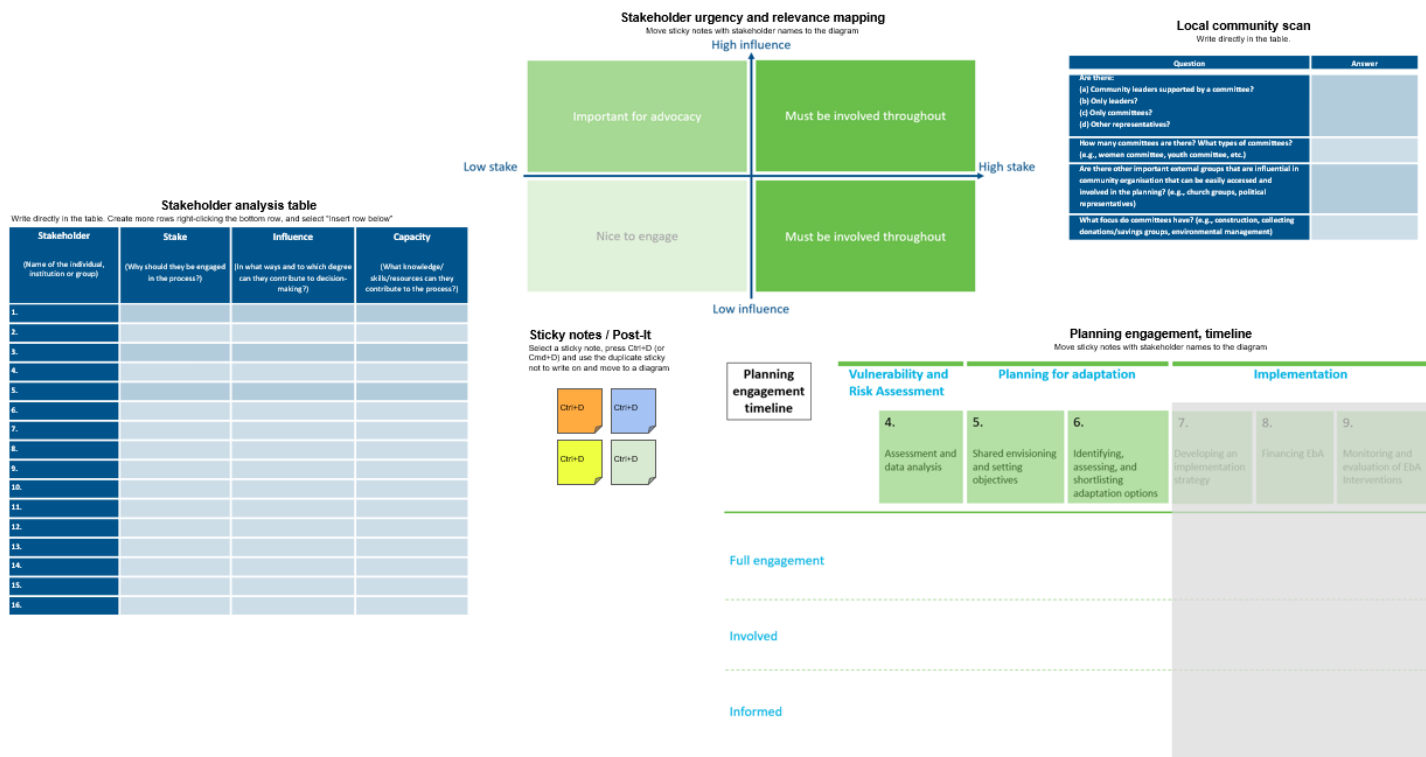 Stakeholder urgency and relevance mapping
Move sticky notes with stakeholder names to the diagram
High influence
Important for advocacy
Must be involved throughout
Low stake
High stake
Nice to engage
Must be involved throughout
Low influence
Local community scan
Write directly in the table.
Question
Answer
Are there:
(a) Community leaders supported by a committee?
(b) Only leaders?
(c) Only committees?
(d) Other representatives?
How many committees are there? What types of committees?
(e.g., women committee, youth committee, etc.)
Are there other important external groups that are influential in
community organisation that can be easily accessed and
involved in the planning? (e.g., church groups, political
representatives)
What focus do committees have? (e.g., construction, collecting
donations/savings groups, environmental management)
Stakeholder analysis table
Write directly in the table. Create more rows right-clicking the bottom row, and select "Insert row below"
Stakeholder
(Name of the individual,
institution or group)
Stake
(Why should they be engaged
in the process?)
Influence
(In what ways and to which degree
can they contribute to decision-
making?)
Capacity
(What knowledge/
skills/resources can they
contribute to the process?)
1.
2.
3.
4.
5.
6.
7.
8.
9.
10.
11.
12.
13.
14.
15.
16.
Sticky notes / Post-It
Select a sticky note, press Ctrl+D (or
Cmd+D) and use the duplicate sticky
not to write on and move to a diagram
Ctrl+D
Ctrl+D
Ctrl+D
Ctrl+D
Planning engagement, timeline
Move sticky notes with stakeholder names to the diagram
Planning
engagement
timeline
Vulnerability and
Risk Assessment
Planning for adaptation
Implementation
4.
Assessment and
data analysis
5.
Shared envisioning
and setting
objectives
6.
Identifying,
assessing, and
shortlisting
adaptation options
7.
Developing an
implementation
strategy
8.
Financing EbA
9.
Monitoring and
evaluation of EbA
Interventions
Full engagement
Involved
Informed